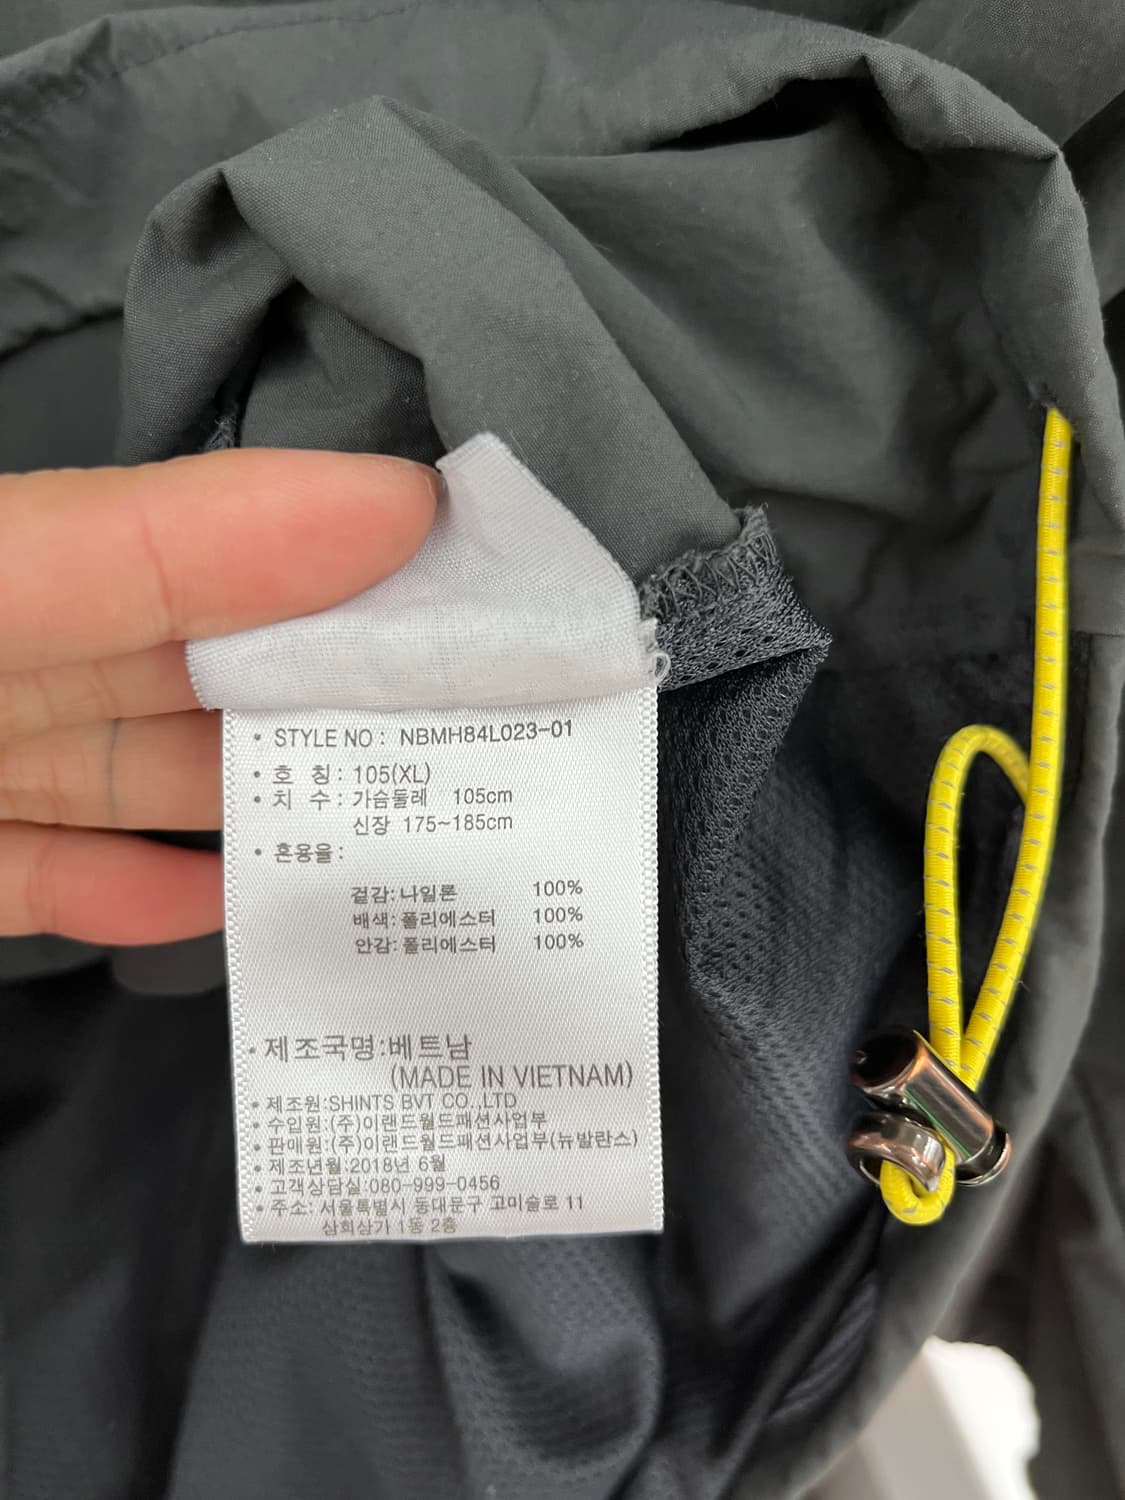 • STYLE NO : NBMH84L023-01
• 호 칭 : 105(XL)
• 치 수 : 가슴둘레 105cm
신장 175~185cm
• 혼용율 :
겉감: 나일론 100%
배색: 폴리에스터 100%
안감: 폴리에스터 100%
• 제조국명:베트남
(MADE IN VIETNAM)
• 제조원:SHINTS BVT CO.,LTD
• 수입원:(주)이랜드월드패션사업부
• 판매원:(주)이랜드월드패션사업부(뉴발란스)
• 제조년월:2018년 6월
• 고객상담실:080-999-0456
• 주소: 서울특별시 동대문구 고미술로 11
삼희상가 1동 2층